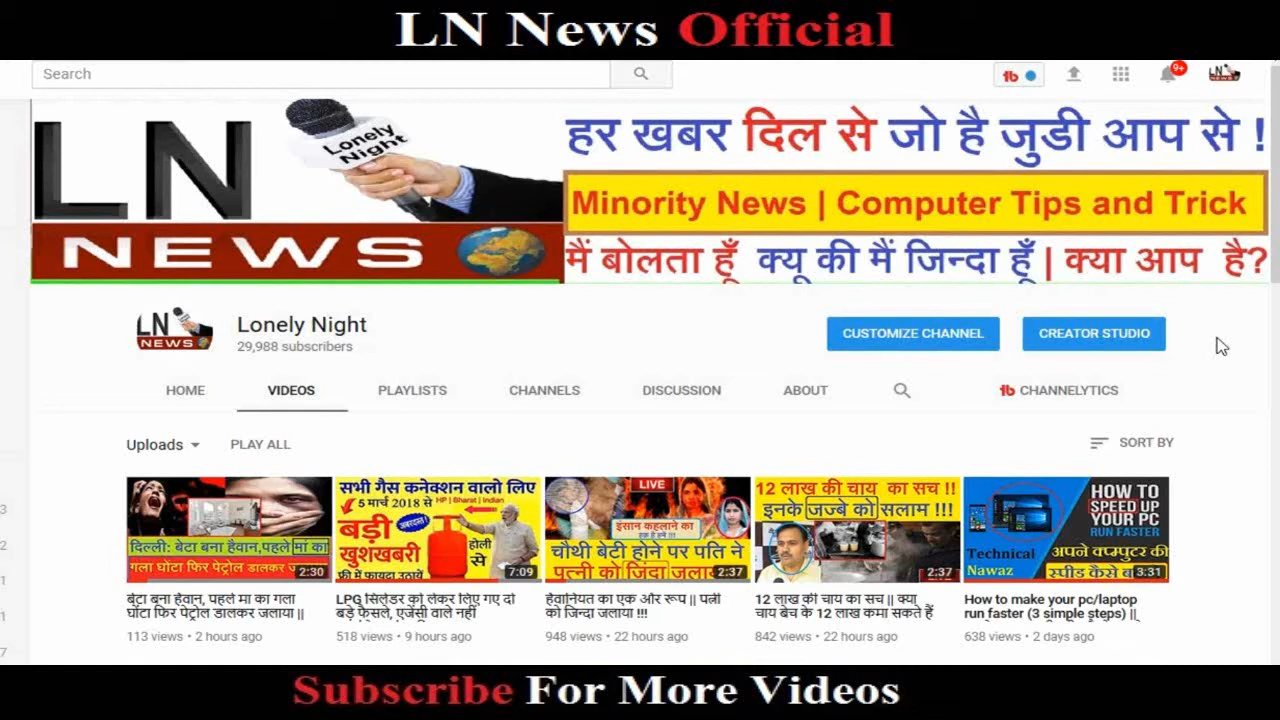 LN News Official
Search
9+
LN
NEWS
Lonely
Night
हर खबर दिल से जो है जुडी आप से !
Minority News | Computer Tips and Trick
मैं बोलता हूँ क्यू की मैं जिन्दा हूँ | क्या आप है?
LN
NEWS
Lonely Night
29,988 subscribers
CUSTOMIZE CHANNEL
CREATOR STUDIO
HOME VIDEOS PLAYLISTS CHANNELS DISCUSSION ABOUT CHANNELYTICS
Uploads PLAY ALL
SORT BY
दिल्ली: बेटा बना हैवान,पहले मां का
गला घोंटा फिर पेट्रोल डालकर
2:30
सभी गैस कनेक्शन वालो लिए
5 मार्च 2018 से HP | Bharat | Indian
बड़ी
खुशखबरी
होली
से
फ्री में फायदा उठायें
7:09
LIVE
इंसान कहलाने का
चौथी बेटी होने पर पति ने
पत्नी को जिंदा जलाया
2:37
12 लाख की चाय का सच !!
इनके जज्बे को सलाम !!!
2:37
HOW TO
SPEED UP
YOUR PC
RUN FASTER
Technical
Nawaz
अपने कम्पुटर की
स्पीड कैसे
3:31
बेटा बना हैवान, पहले मां का गला
घोंटा फिर पेट्रोल डालकर जलाया ||
113 views • 2 hours ago
LPG सिलेंडर को लेकर लिए गए दो
बड़े फैसले, एजेंसी वाले नहीं
518 views • 9 hours ago
हैवानियत का एक और रूप || पत्नी
को जिन्दा जलाया !!!
948 views • 22 hours ago
12 लाख की चाय का सच || क्या
चाय बेच के 12 लाख कमा सकते हैं
842 views • 22 hours ago
How to make your pc/laptop
run faster (3 simple steps) ||
638 views • 2 days ago
Subscribe For More Videos